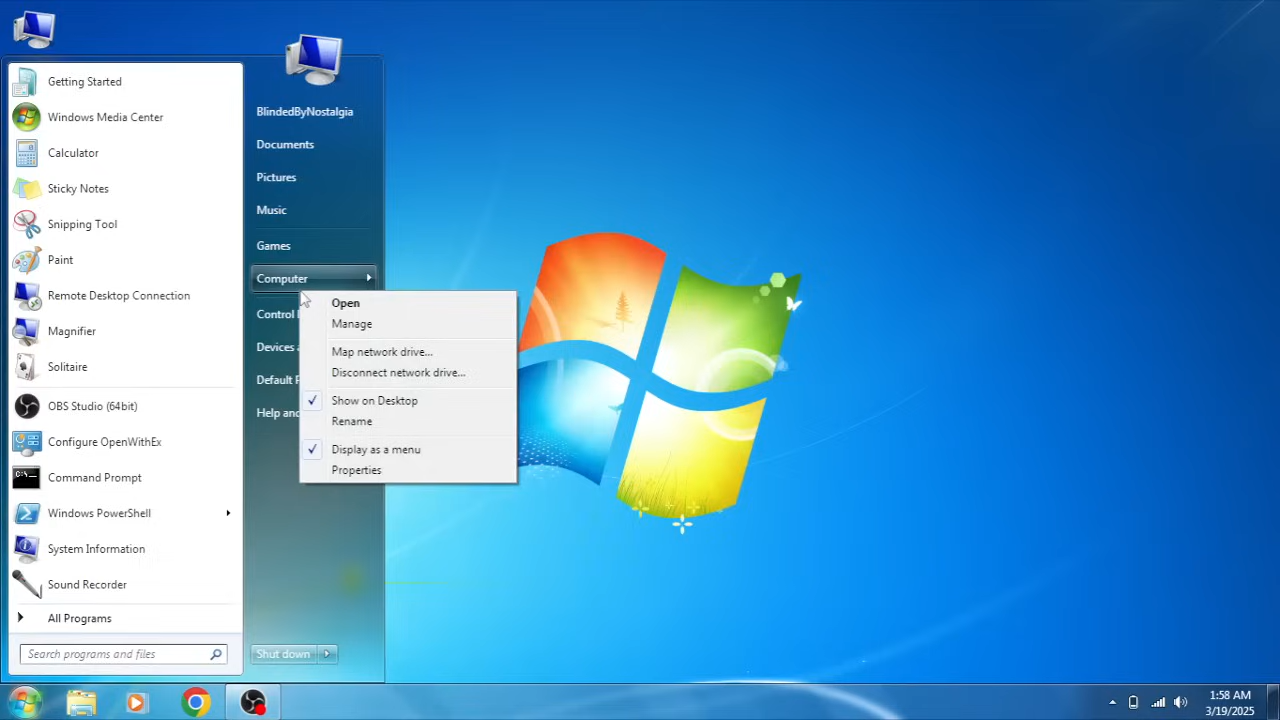 Getting Started
Windows Media Center
Calculator
Sticky Notes
Snipping Tool
Paint
Remote Desktop Connection
Magnifier
Solitaire
OBS Studio (64bit)
Configure OpenWithEx
Command Prompt
Windows PowerShell
System Information
Sound Recorder
All Programs
Search programs and files
BlindedByNostalgia
Documents
Pictures
Music
Games
Computer
Control
Devices
Default
Help and
Shut down
Open
Manage
Map network drive...
Disconnect network drive...
Show on Desktop
Rename
Display as a menu
Properties
1:58 AM
3/19/2025